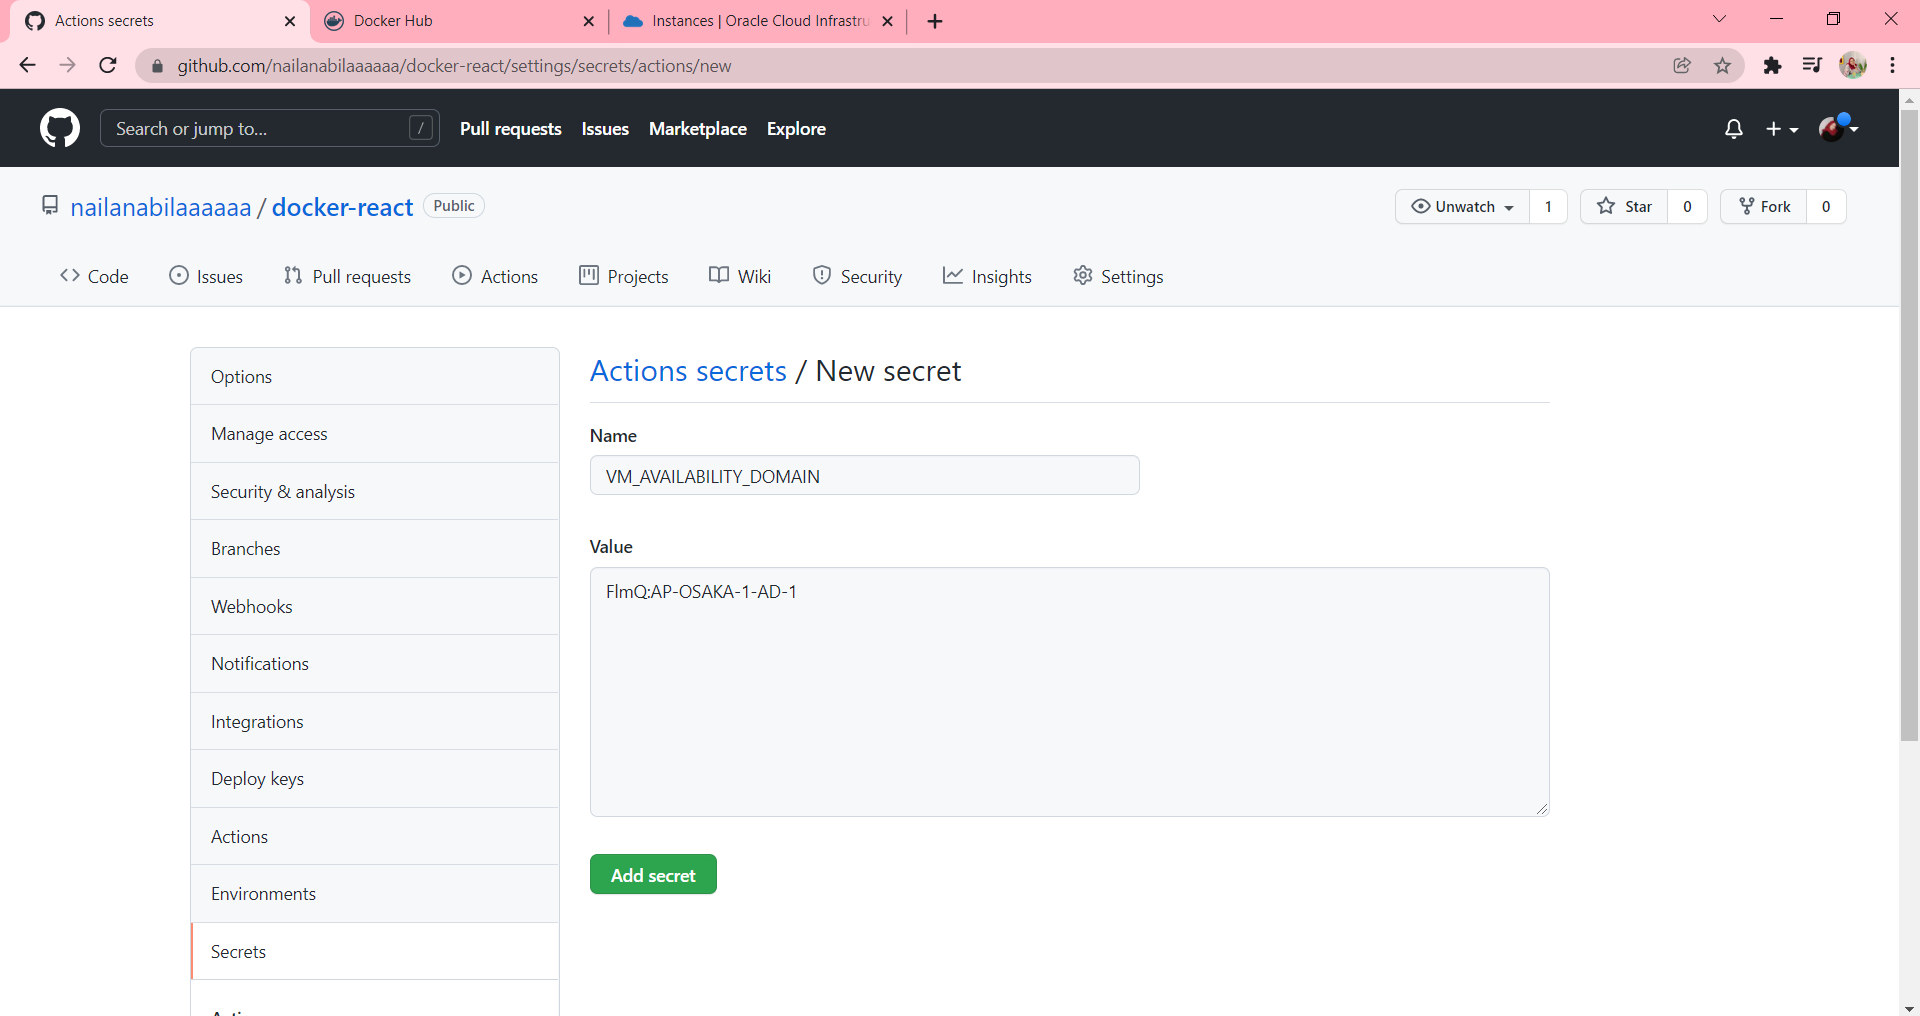 Actions secrets
Docker Hub
Instances | Oracle Cloud Infrastru
github.com/nailanabilaaaaaa/docker-react/settings/secrets/actions/new
Search or jump to...
/
Pull requests
Issues
Marketplace
Explore
nailanabilaaaaaa / docker-react
Public
Unwatch
1
Star
0
Fork
0
Code
Issues
Pull requests
Actions
Projects
Wiki
Security
Insights
Settings
Options
Manage access
Security & analysis
Branches
Webhooks
Notifications
Integrations
Deploy keys
Actions
Environments
Secrets
Actions secrets / New secret
Name
VM_AVAILABILITY_DOMAIN
Value
FlmQ:AP-OSAKA-1-AD-1
Add secret